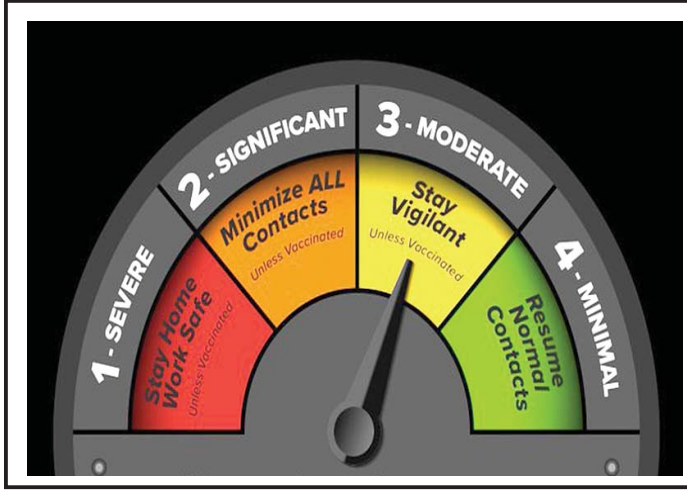 1 - SEVERE
Stay Home
Work Safe
Unless Vaccinated
2 - SIGNIFICANT
Minimize ALL
Contacts
Unless Vaccinated
3 - MODERATE
Stay
Vigilant
Unless Vaccinated
4 - MINIMAL
Resume
Normal
Contacts